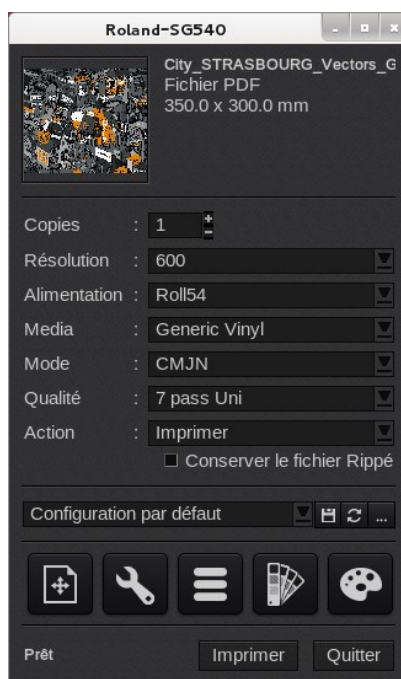 Roland-SG540
City_STRASBOURG_Vectors_G
Fichier PDF
350.0 x 300.0 mm
Copies : 1
Résolution : 600
Alimentation : Roll54
Media : Generic Vinyl
Mode : CMJN
Qualité : 7 pass Uni
Action : Imprimer
Conserver le fichier Rippé
Configuration par défaut ...
Prêt Imprimer Quitter